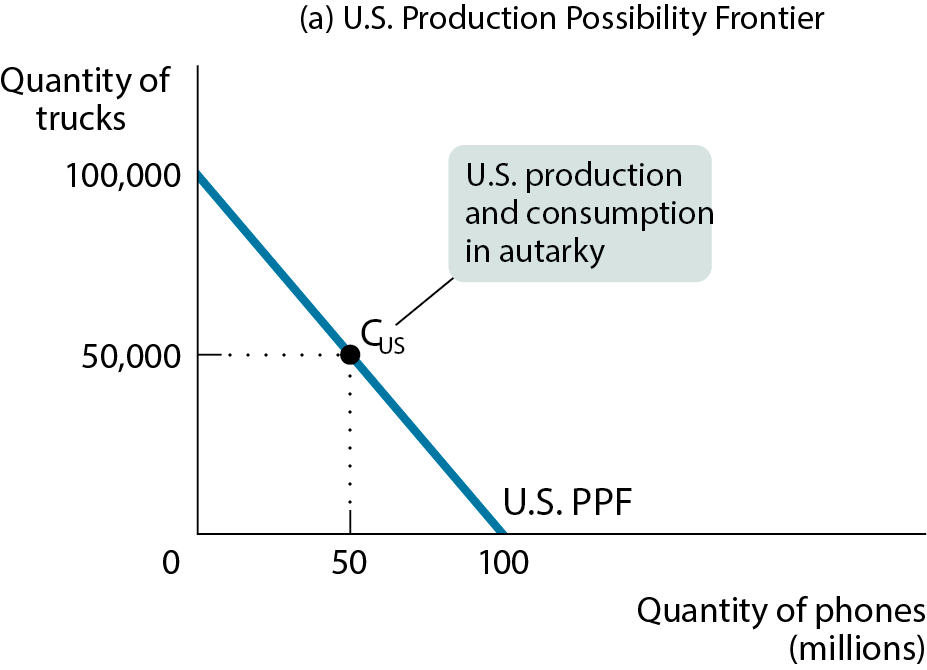 (a) U.S. Production Possibility Frontier
Quantity of
trucks
100,000
U.S. production
and consumption
in autarky
CUS
50,000
U.S. PPF
0
50
100
Quantity of phones
(millions)